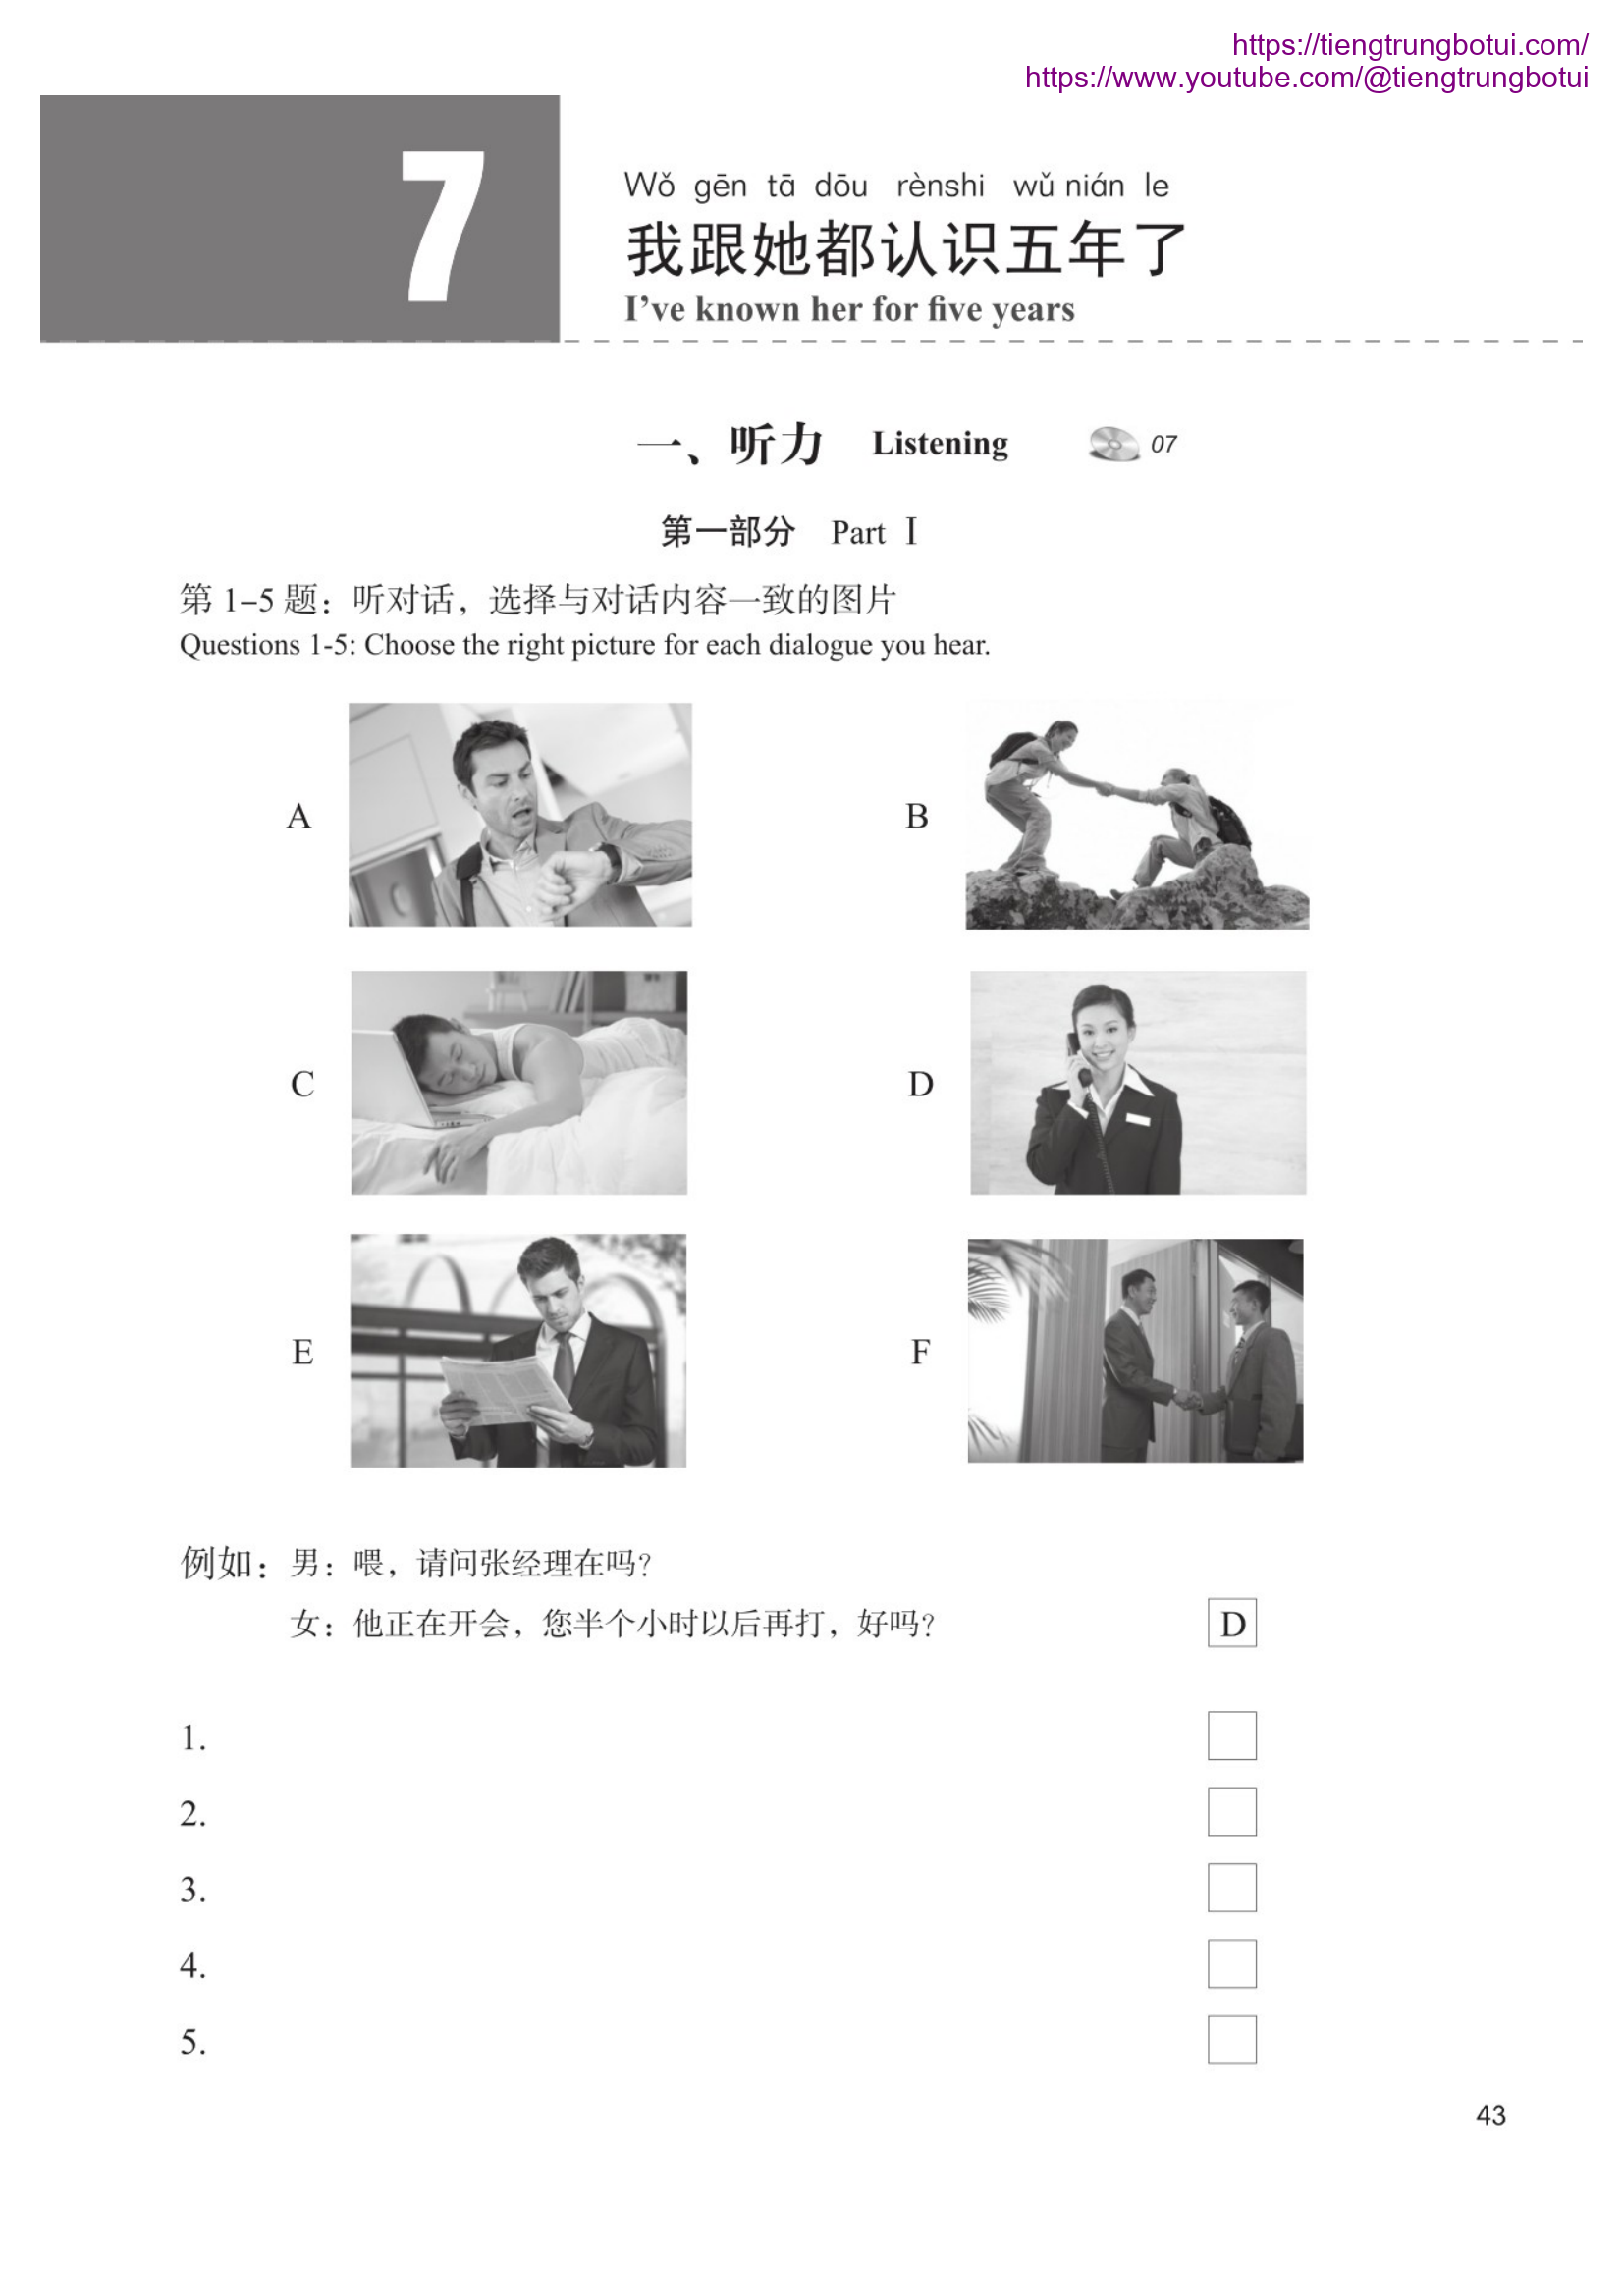 https://tiengtrungbotui.com/
https://www.youtube.com/@tiengtrungbotui
7
Wǒ gēn tā dōu rènshi wǔ nián le
我跟她都认识五年了
I've known her for five years
一、听力 Listening 07
第一部分 Part Ⅰ
第 1–5 题：听对话，选择与对话内容一致的图片
Questions 1-5: Choose the right picture for each dialogue you hear.
A
B
C
D
E
F
例如：男：喂，请问张经理在吗？
女：他正在开会，您半个小时以后再打，好吗？ D
1.
2.
3.
4.
5.
43